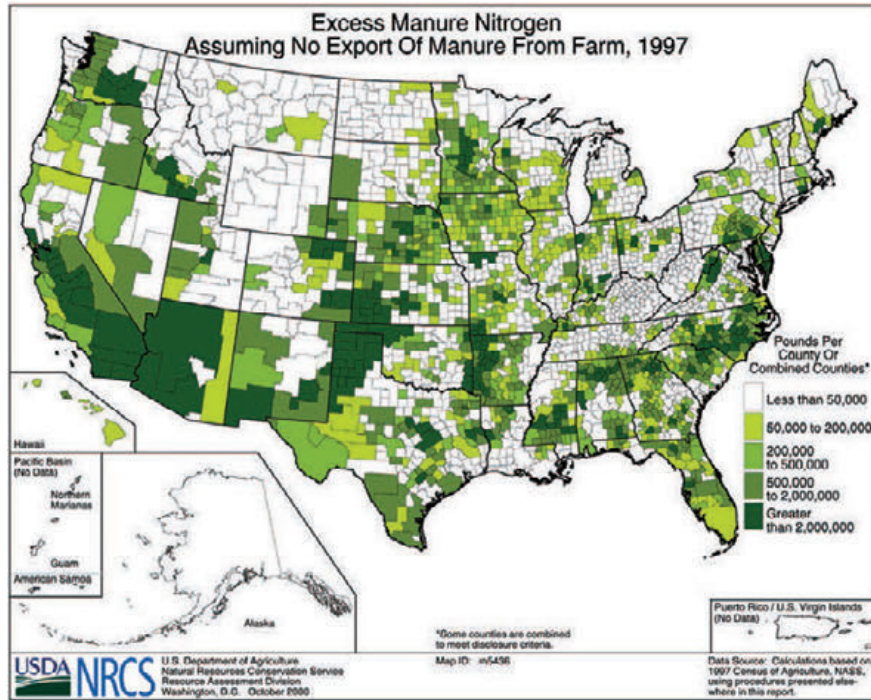 Excess Manure Nitrogen
Assuming No Export Of Manure From Farm, 1997
Pounds Per
County Or
Combined Counties*
Less than 50,000
50,000 to 200,000
200,000
to 500,000
500,000
to 2,000,000
Greater
than 2,000,000
Hawaii
Pacific Basin
(No Data)
Northern
Marianas
Guam
American Samoa
Alaska
Puerto Rico / U.S. Virgin Islands
(No Data)
*Some counties are combined
to meet disclosure criteria.
USDA
NRCS
U.S. Department of Agriculture
Natural Resources Conservation Service
Resource Assessment Division
Washington, D.C. October 2000
Map ID: m5456
Data Source: Calculations based on
1997 Census of Agriculture, NASS,
using procedures presented else-
where in this report.